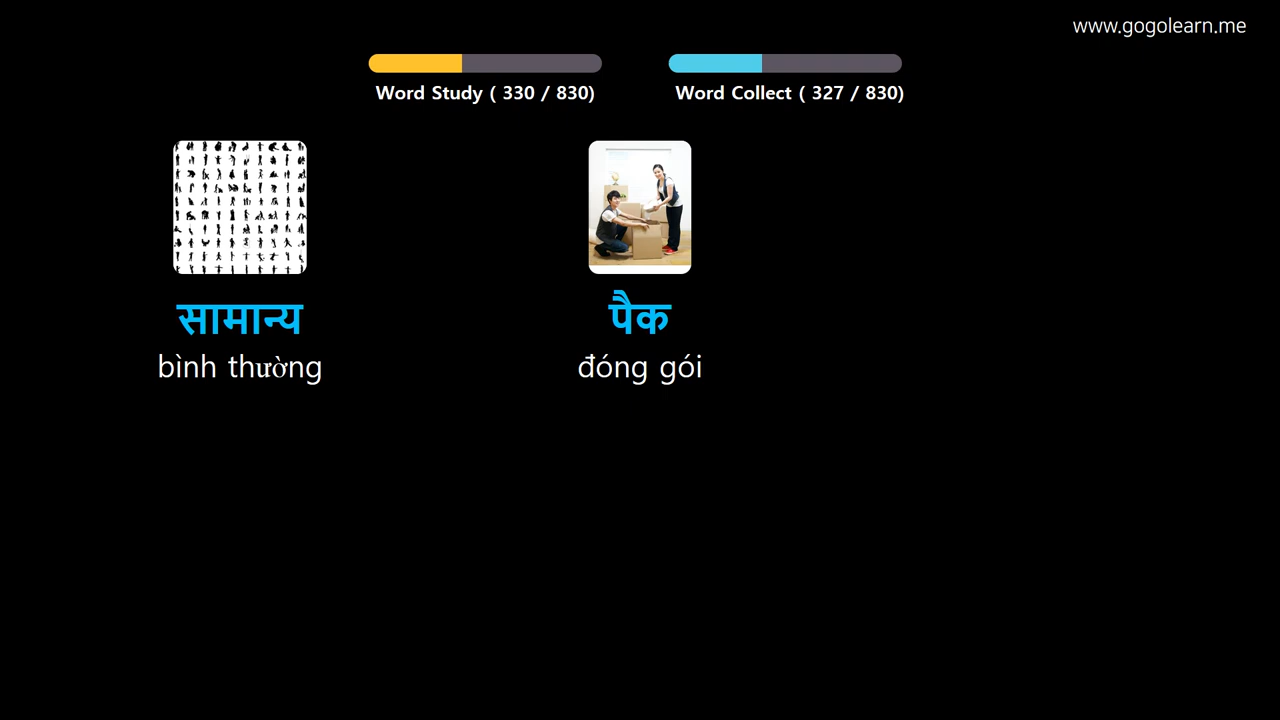 www.gogolearn.me
Word Study ( 330 / 830)
Word Collect ( 327 / 830)
सामान्य
bình thường
पैक
đóng gói